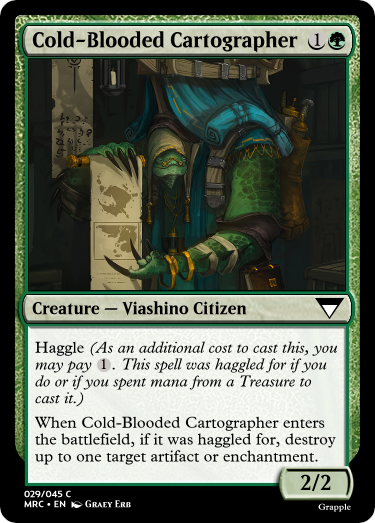 Cold-Blooded Cartographer 1
Creature — Viashino Citizen
Haggle (As an additional cost to cast this, you
may pay 1. This spell was haggled for if you
do or if you spent mana from a Treasure to
cast it.)
When Cold-Blooded Cartographer enters
the battlefield, if it was haggled for, destroy
up to one target artifact or enchantment.
2/2
029/045 C
MRC • EN Graey Erb
Grapple